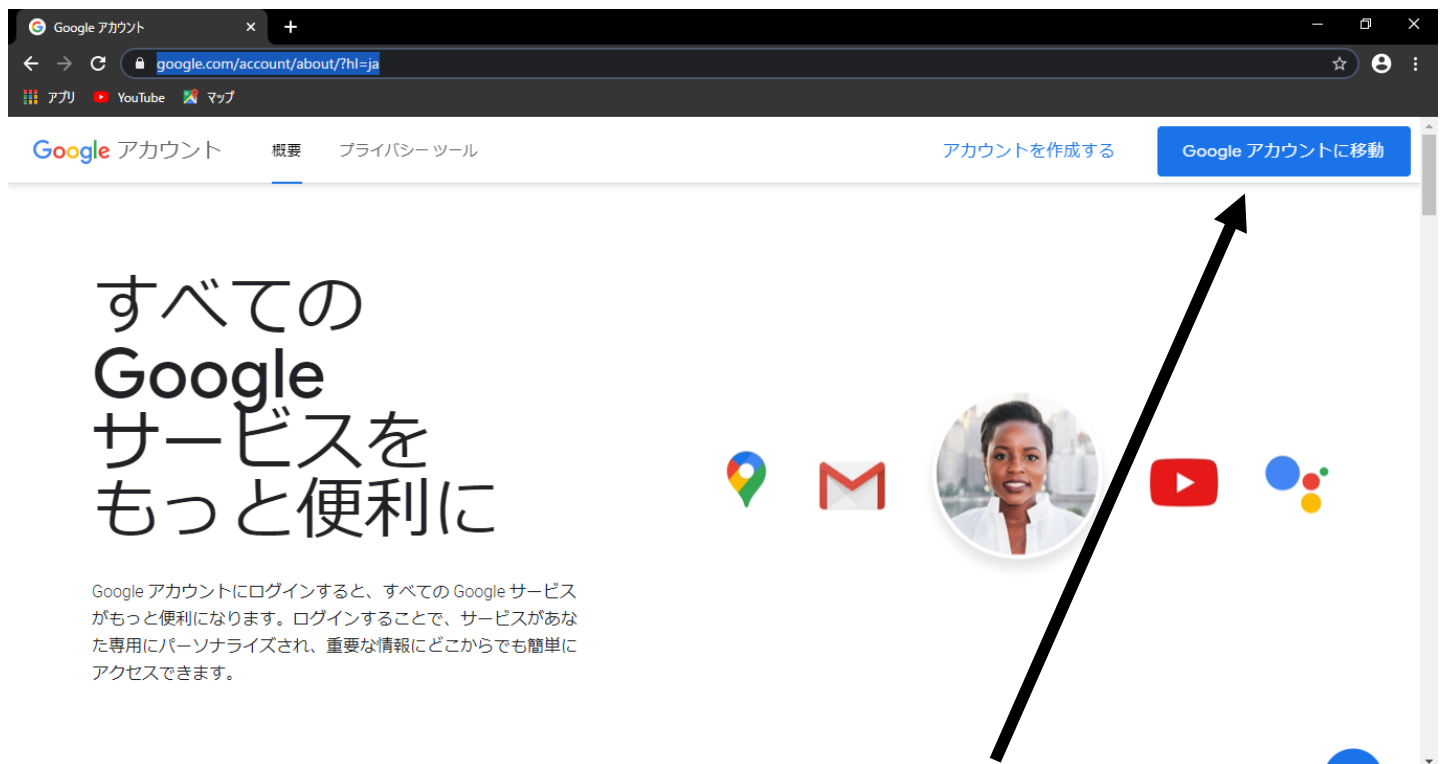 Google アカウント
google.com/account/about/?hl=ja
アプリ YouTube マップ
Google アカウント 概要 プライバシー ツール アカウントを作成する Google アカウントに移動
すべての
Google
サービスを
もっと便利に
Google アカウントにログインすると、すべての Google サービス
がもっと便利になります。ログインすることで、サービスがあな
た専用にパーソナライズされ、重要な情報にどこからでも簡単に
アクセスできます。